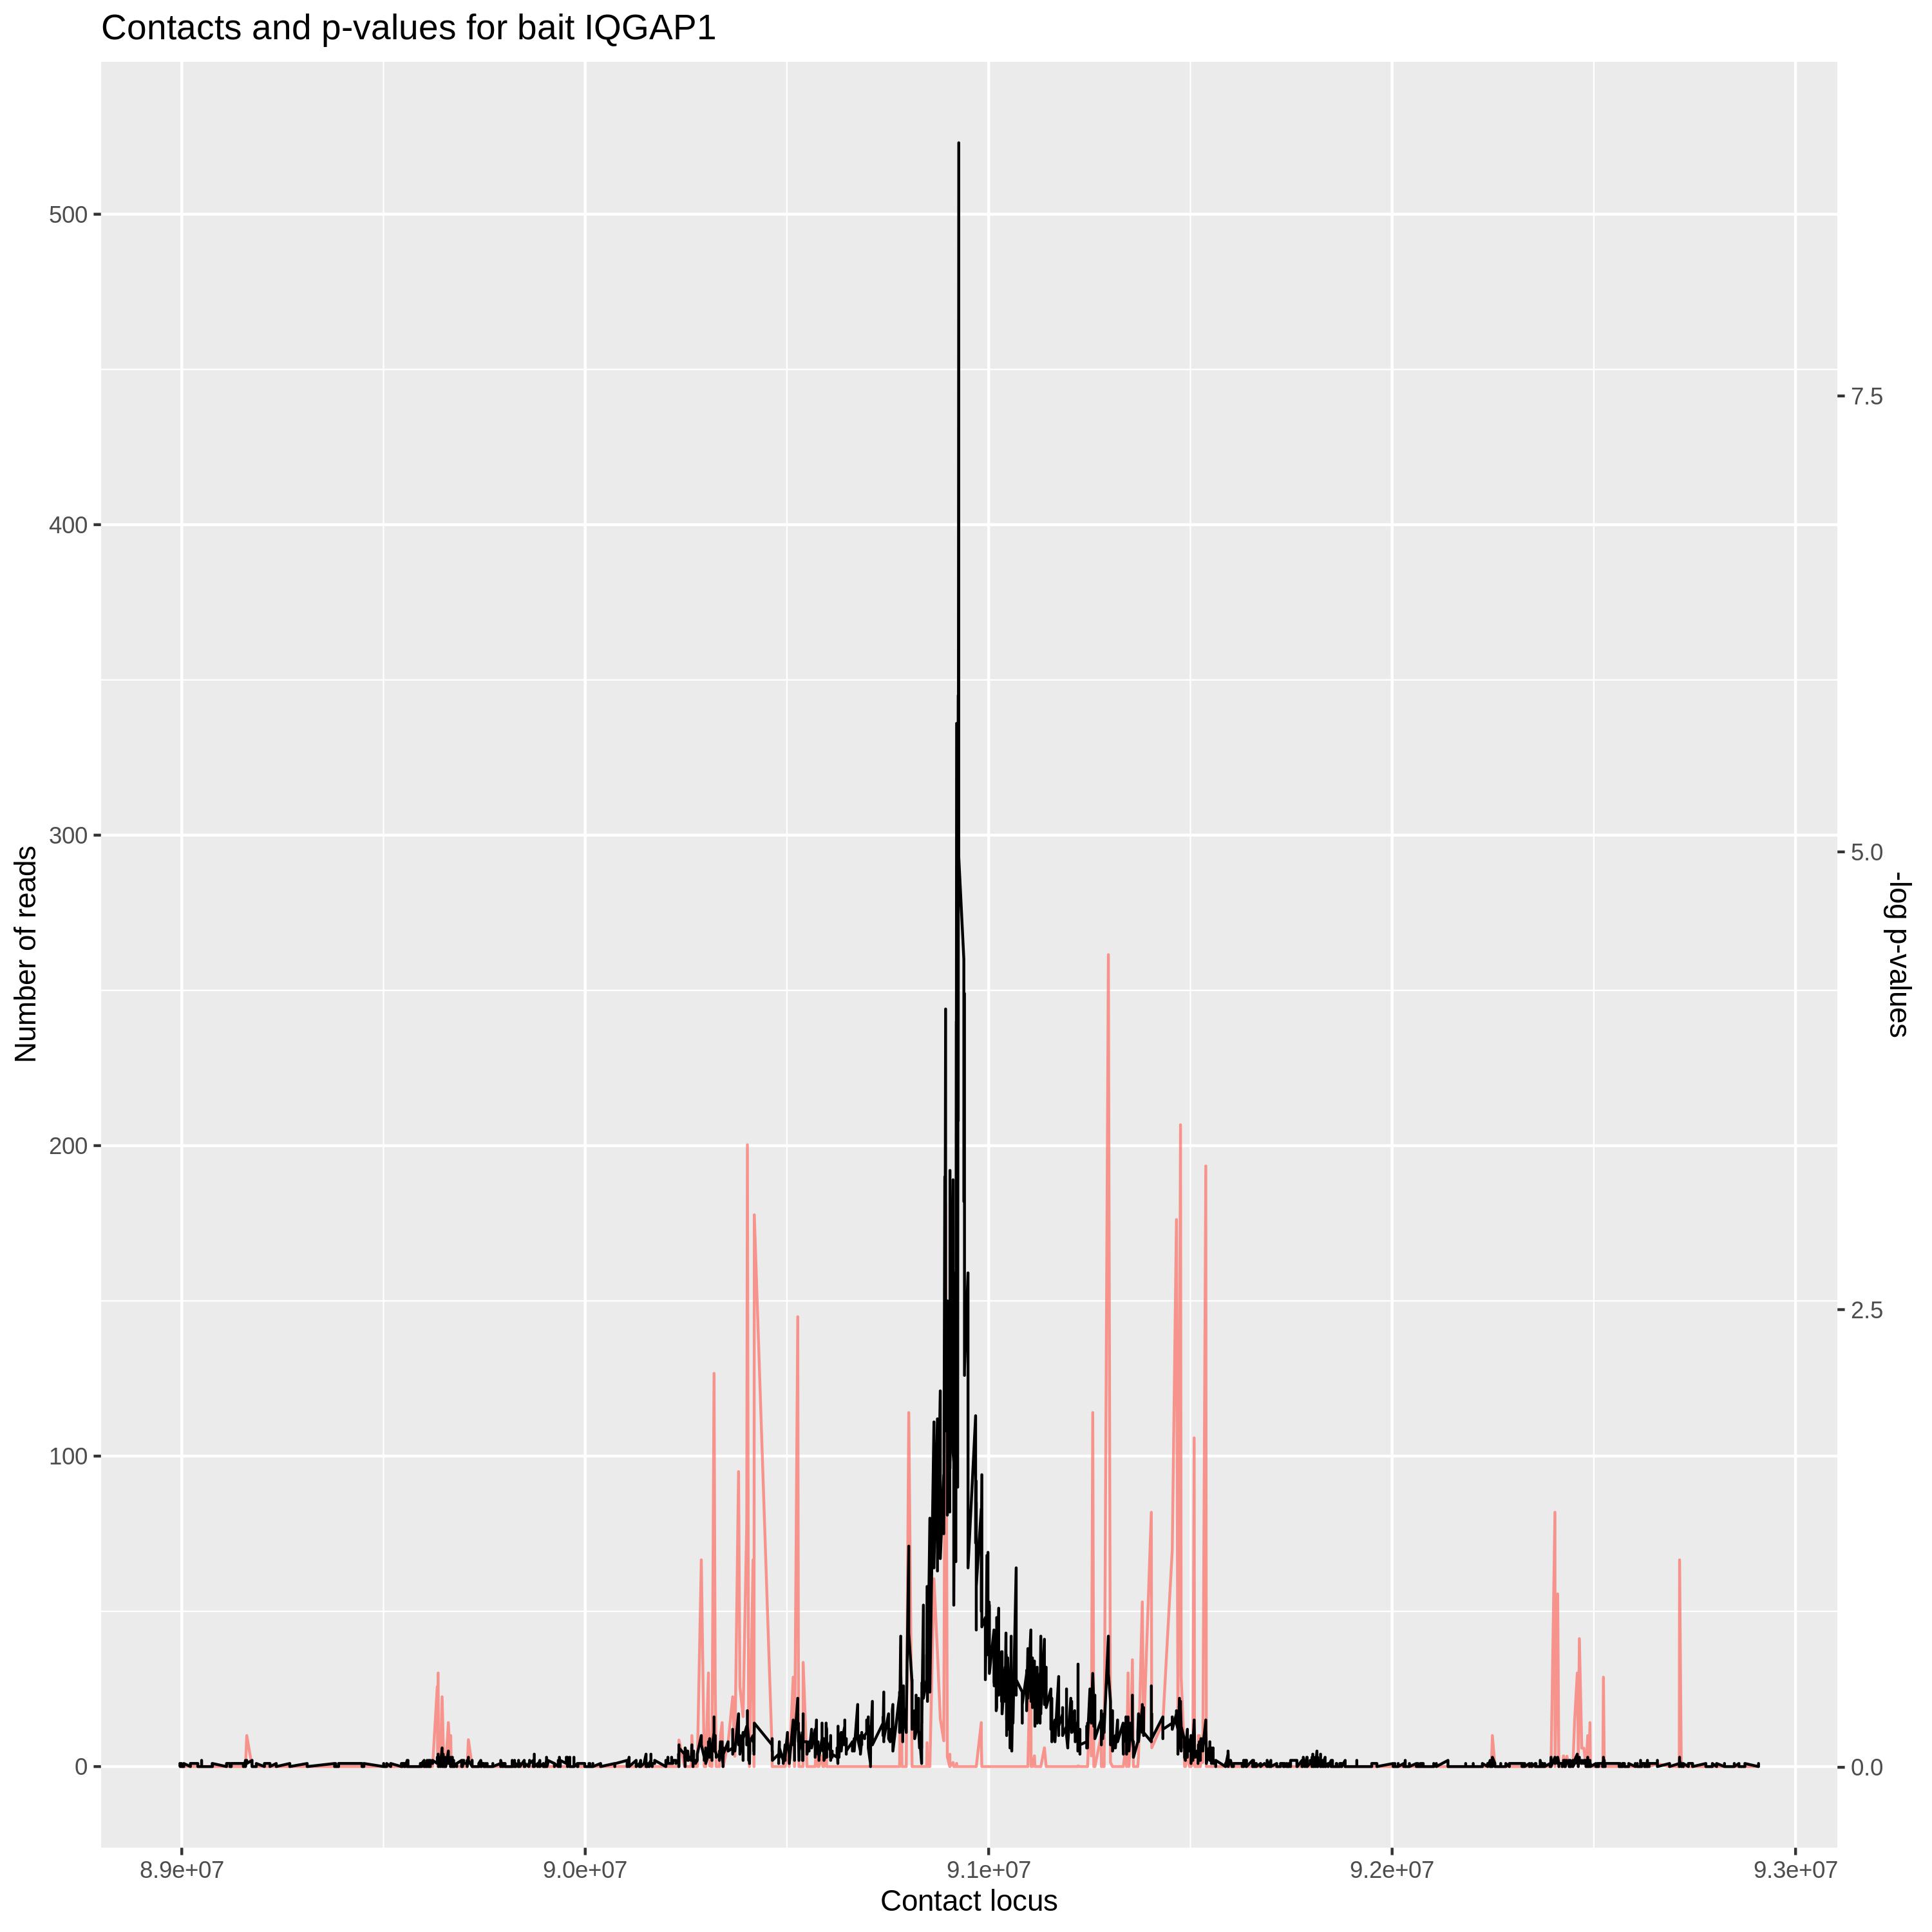 Contacts and p-values for bait IQGAP1
500
400
300
200
100
0
Number of reads
7.5
5.0
2.5
0.0
-log p-values
8.9e+07
9.0e+07
9.1e+07
9.2e+07
9.3e+07
Contact locus